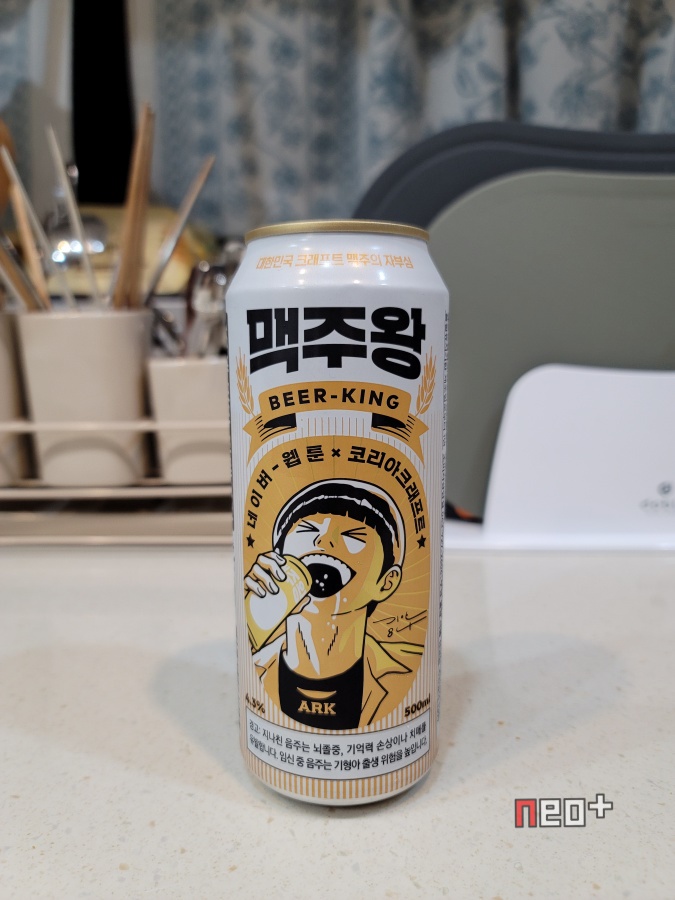 대한민국 크래프트 맥주의 자부심
맥주왕
BEER-KING
★ 네이버-웹툰 × 코리아크래프트 ★
기안
8
ARK
4.5%
500ml
경고: 지나친 음주는 뇌졸중, 기억력 손상이나 치매를
유발합니다. 임신 중 음주는 기형아 출생 위험을 높입니다.
neo+